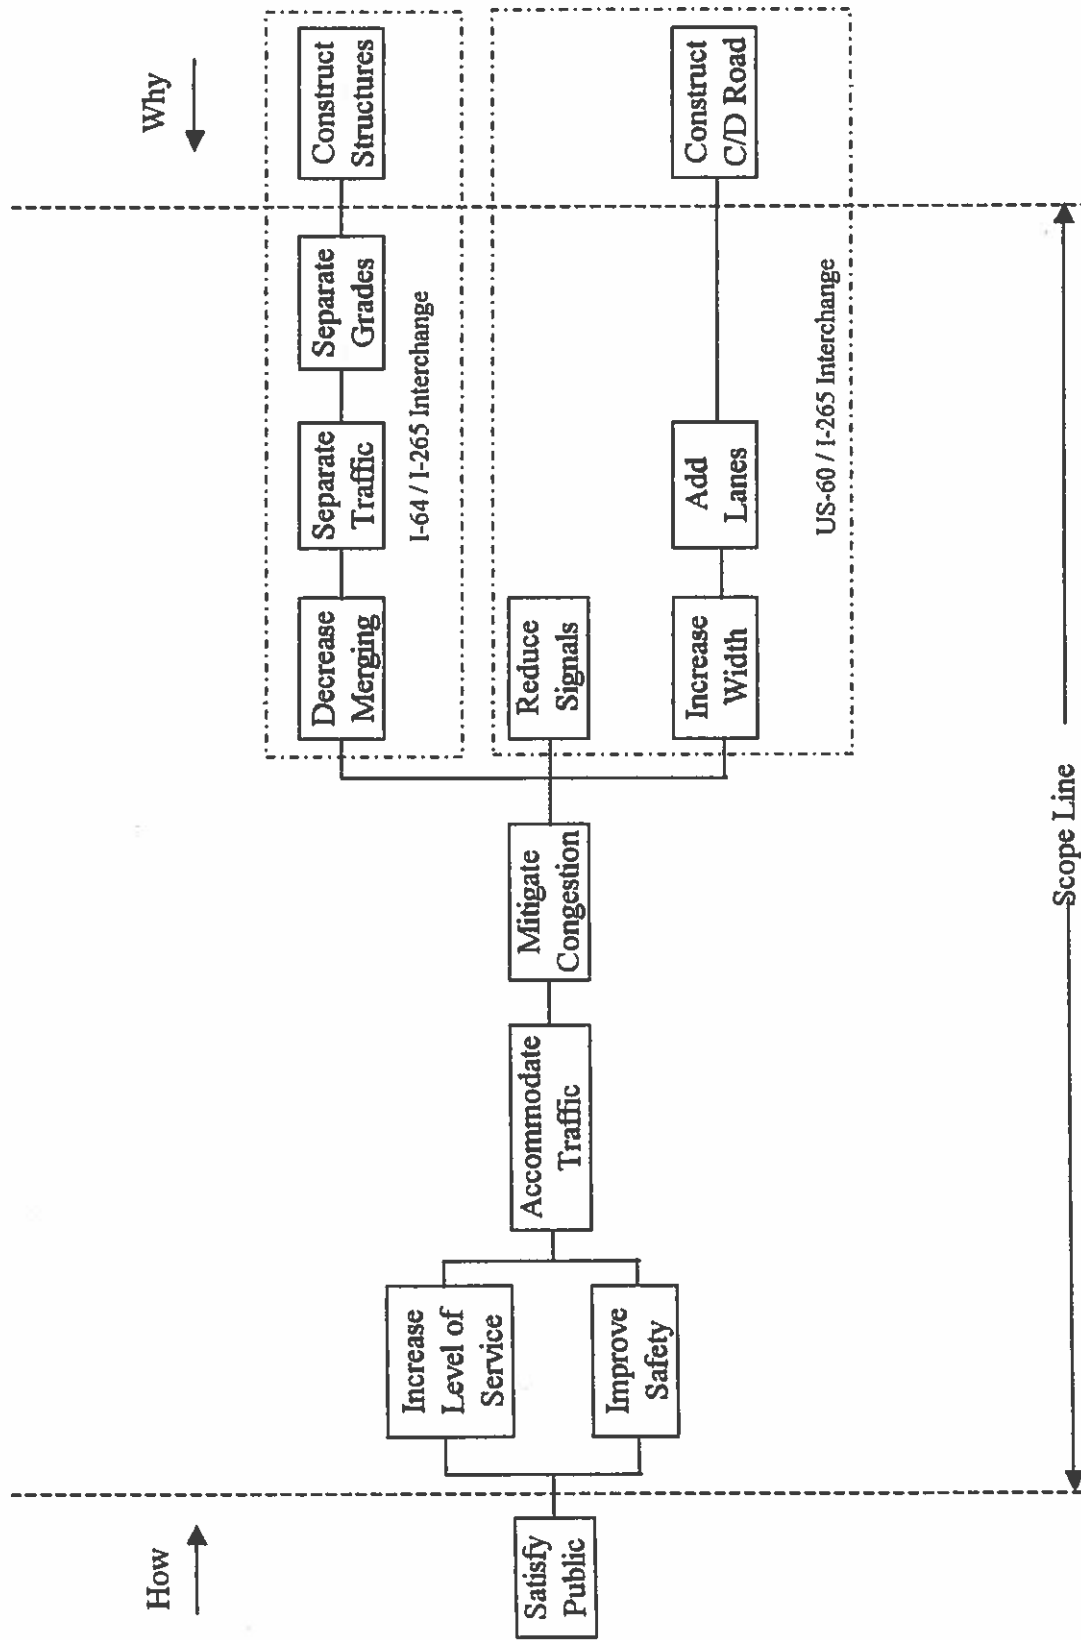 How
Why
Satisfy
Public
Increase
Level of
Service
Improve
Safety
Accommodate
Traffic
Mitigate
Congestion
Decrease
Merging
Separate
Traffic
Separate
Grades
Construct
Structures
I-64 / I-265 Interchange
Reduce
Signals
Increase
Width
Add
Lanes
Construct
C/D Road
US-60 / I-265 Interchange
Scope Line